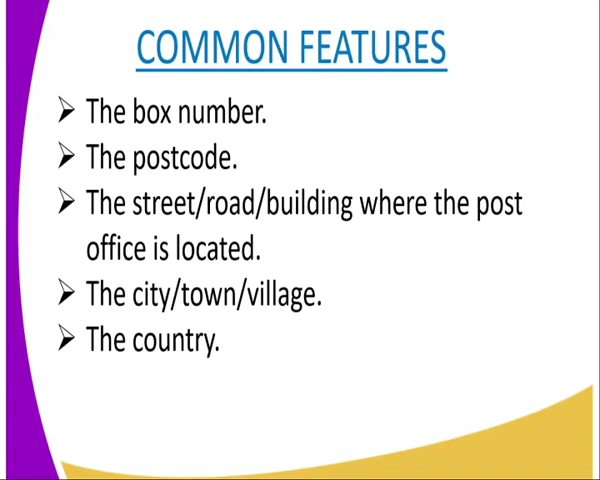 COMMON FEATURES
➢ The box number.
➢ The postcode.
➢ The street/road/building where the post
office is located.
➢ The city/town/village.
➢ The country.